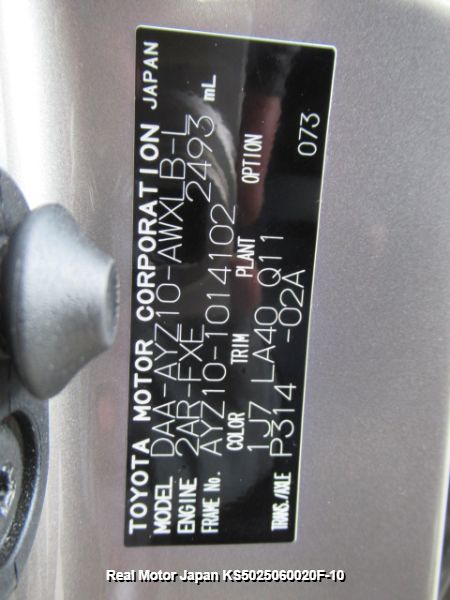 TOYOTA MOTOR CORPORATION JAPAN
MODEL DAA-AYZ10-AWXLB-L
ENGINE 2AR-FXE 2493 mL
FRAME No. AYZ10-1014102
COLOR TRIM PLANT OPTION
1J7 LA40 Q11
TRANS./AXLE P314 -02A 073
Real Motor Japan KS5025060020F-10